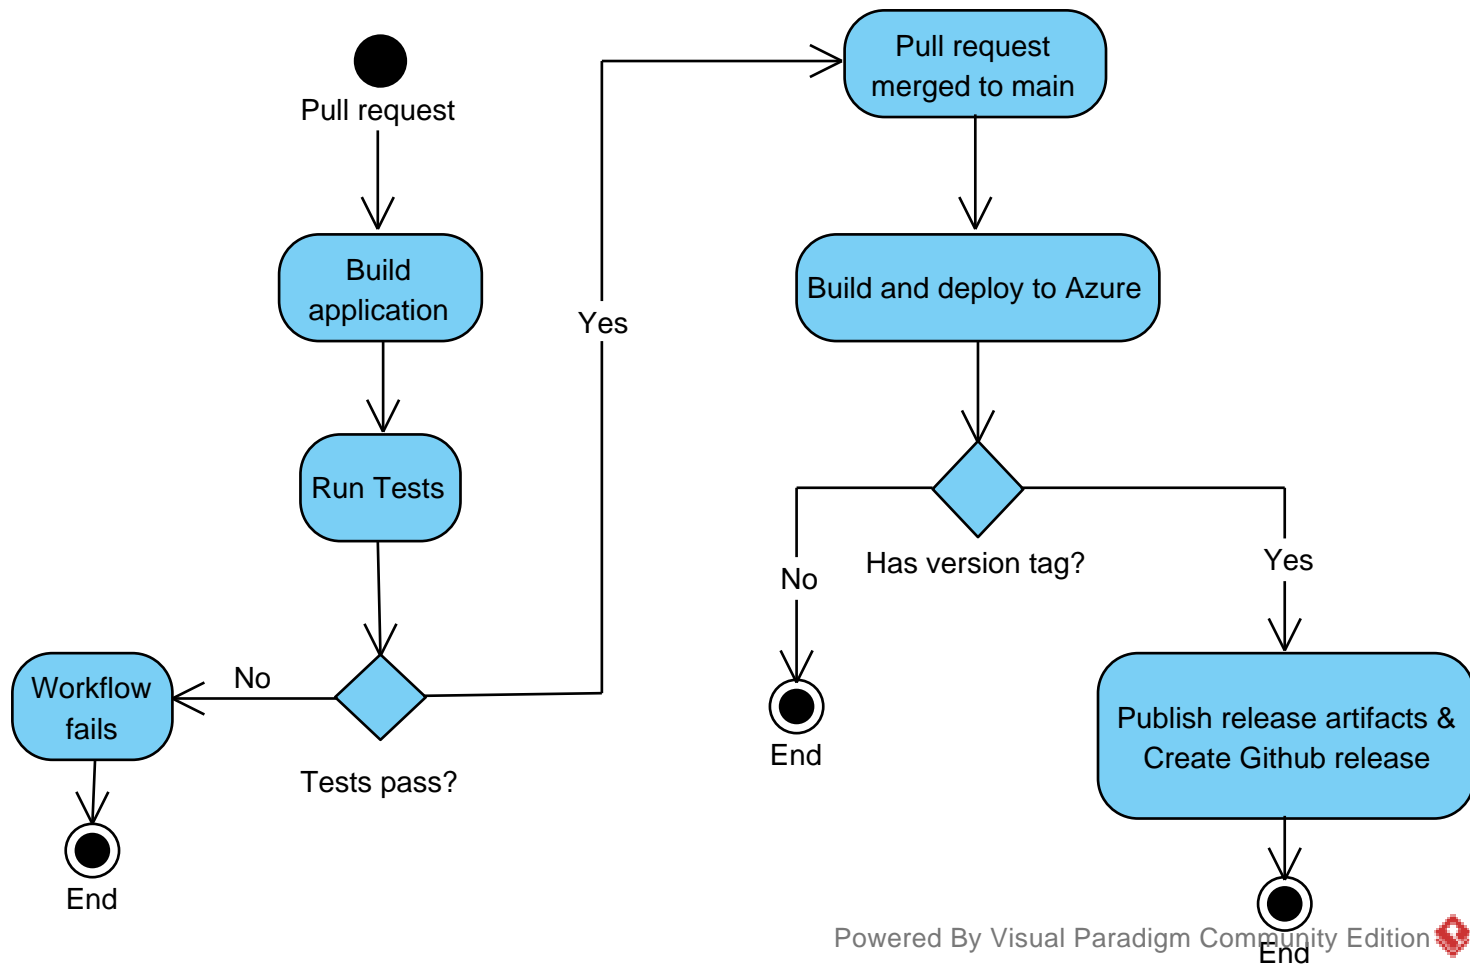 Pull request
Build
application
Run Tests
Tests pass?
No
Workflow
fails
End
Yes
Pull request
merged to main
Build and deploy to Azure
Has version tag?
No
End
Yes
Publish release artifacts &
Create Github release
End
Powered By Visual Paradigm Community Edition